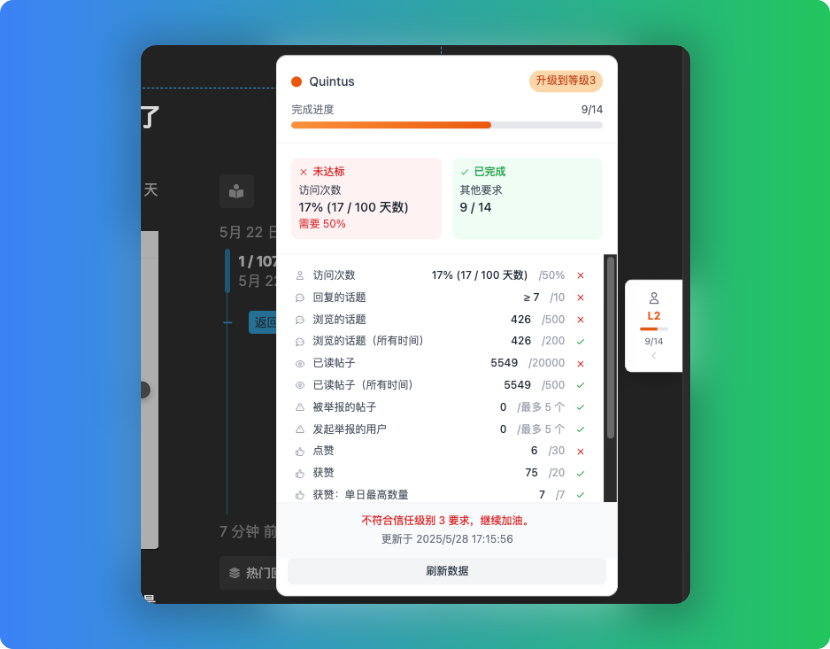 Quintus
升级到等级3
完成进度
9/14
未达标
访问次数
17% (17 / 100 天数)
需要 50%
已完成
其他要求
9 / 14
访问次数 17% (17 / 100 天数) /50%
回复的话题 ≥ 7 /10
浏览的话题 426 /500
浏览的话题（所有时间） 426 /200
已读帖子 5549 /20000
已读帖子（所有时间） 5549 /500
被举报的帖子 0 /最多 5 个
发起举报的用户 0 /最多 5 个
点赞 6 /30
获赞 75 /20
获赞：单日最高数量 7 /7
不符合信任级别 3 要求，继续加油。
更新于 2025/5/28 17:15:56
刷新数据
了
天
5月 22 日
1 / 107
5月 22
返回
7 分钟 前
热门
L2
9/14